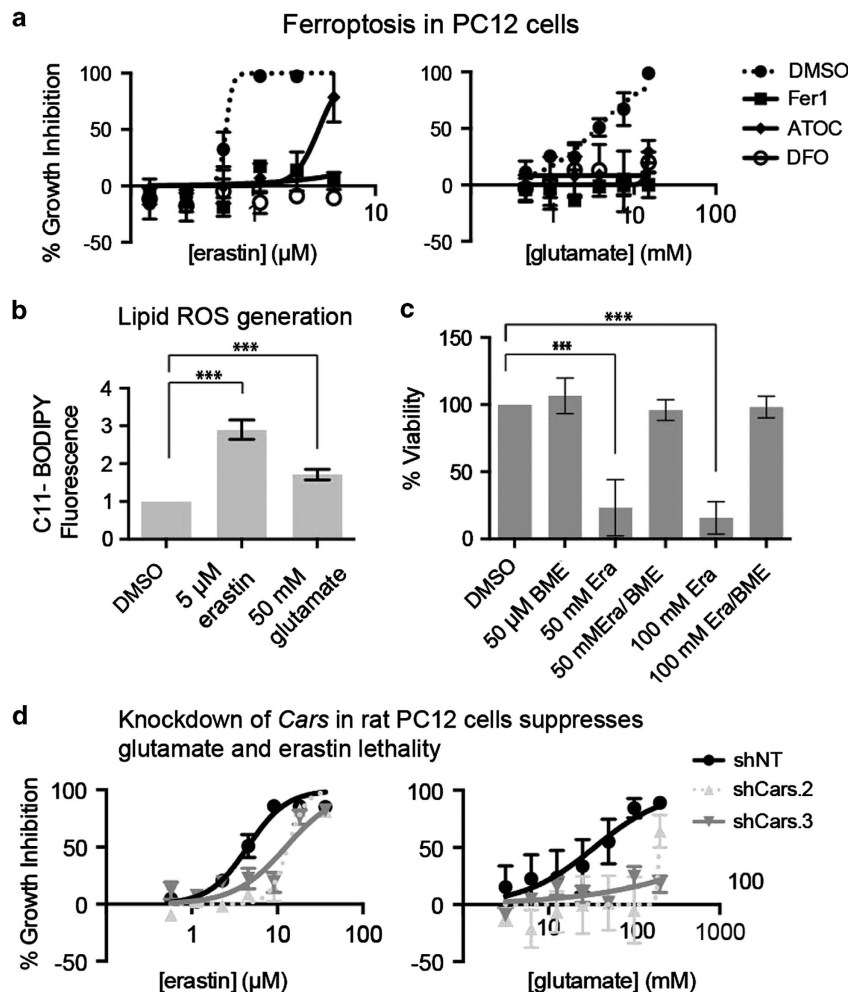 a
Ferroptosis in PC12 cells
% Growth Inhibition
100
50
0
-50
10
[erastin] (µM)
100
50
0
-50
100
[glutamate] (mM)
DMSO
Fer1
ATOC
DFO
b
Lipid ROS generation
C11- BODIPY
Fluorescence
4
3
2
1
0
***
***
DMSO
5 µM
erastin
50 mM
glutamate
c
% Viability
150
100
50
0
***
***
DMSO
50 µM BME
50 mM Era
50 mMEra/ BME
100 mM Era
100 mM Era/BME
d
Knockdown of Cars in rat PC12 cells suppresses
glutamate and erastin lethality
% Growth Inhibition
100
50
0
-50
1
10
100
[erastin] (µM)
100
50
0
-50
10
100
1000
[glutamate] (mM)
shNT
shCars.2
shCars.3
100